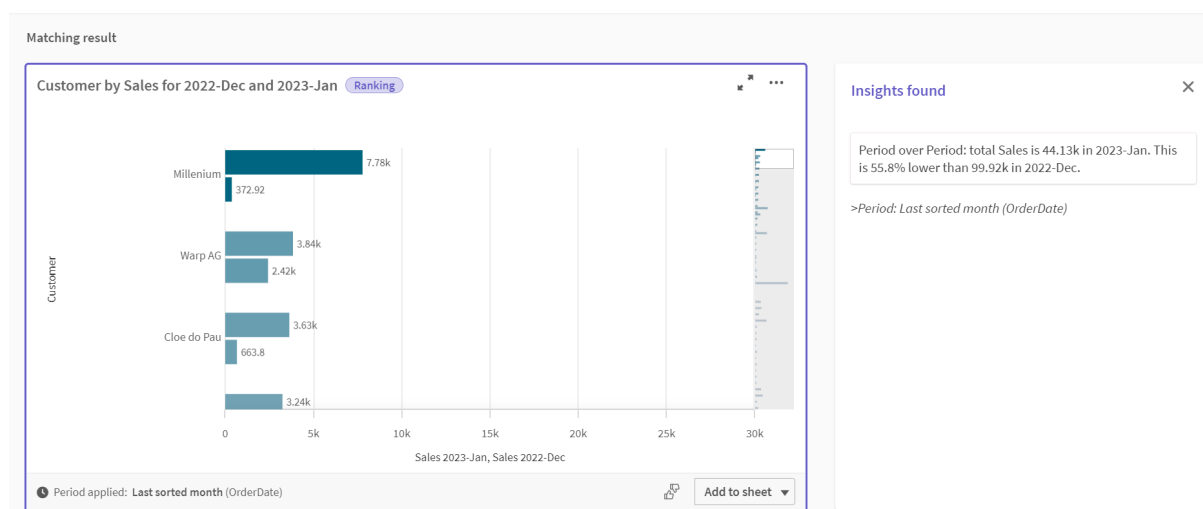 Matching result
Customer by Sales for 2022-Dec and 2023-Jan Ranking
Millenium
7.78k
372.92
Warp AG
3.84k
2.42k
Cloe do Pau
3.63k
663.8
3.24k
Customer
0 5k 10k 15k 20k 25k 30k
Sales 2023-Jan, Sales 2022-Dec
Period applied: Last sorted month (OrderDate)
Add to sheet
Insights found
Period over Period: total Sales is 44.13k in 2023-Jan. This
is 55.8% lower than 99.92k in 2022-Dec.
>Period: Last sorted month (OrderDate)